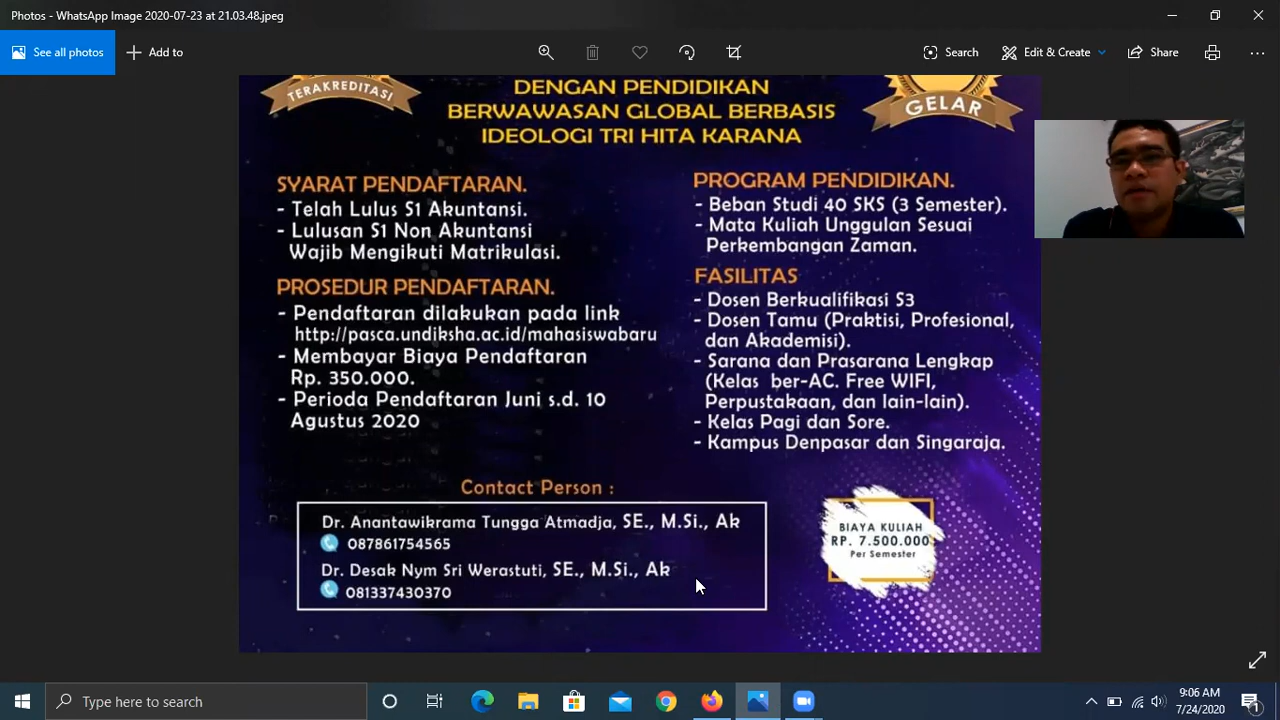 Photos - WhatsApp Image 2020-07-23 at 21.03.48.jpeg
See all photos
Add to
Search
Edit & Create
Share
TERAKREDITASI
DENGAN PENDIDIKAN
BERWAWASAN GLOBAL BERBASIS
IDEOLOGI TRI HITA KARANA
GELAR
SYARAT PENDAFTARAN.
- Telah Lulus S1 Akuntansi.
- Lulusan S1 Non Akuntansi
Wajib Mengikuti Matrikulasi.
PROSEDUR PENDAFTARAN.
- Pendaftaran dilakukan pada link
http://pasca.undiksha.ac.id/mahasiswabaru
- Membayar Biaya Pendaftaran
Rp. 350.000.
- Perioda Pendaftaran Juni s.d. 10
Agustus 2020
PROGRAM PENDIDIKAN.
- Beban Studi 40 SKS (3 Semester).
- Mata Kuliah Unggulan Sesuai
Perkembangan Zaman.
FASILITAS
- Dosen Berkualifikasi S3
- Dosen Tamu (Praktisi, Profesional,
dan Akademisi).
- Sarana dan Prasarana Lengkap
(Kelas ber-AC. Free WIFI,
Perpustakaan, dan lain-lain).
- Kelas Pagi dan Sore.
- Kampus Denpasar dan Singaraja.
Contact Person :
Dr. Anantawikrama Tungga Atmadja, SE., M.Si., Ak
087861754565
Dr. Desak Nym Sri Werastuti, SE., M.Si., Ak
081337430370
BIAYA KULIAH
RP. 7.500.000
Per Semester
Type here to search
9:06 AM
7/24/2020
1